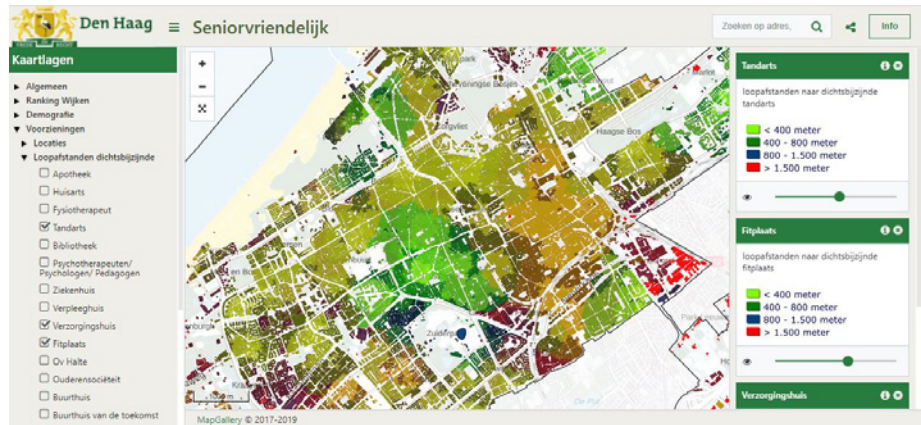 Den Haag
Seniorvriendelijk
Zoeken op adres,
Info
Kaartlagen
Algemeen
Ranking Wijken
Demografie
Voorzieningen
Locaties
Loopafstanden dichtsbijzijnde
Apotheek
Huisarts
Fysiotherapeut
Tandarts
Bibliotheek
Psychotherapeuten/
Psychologen/ Pedagogen
Ziekenhuis
Verpleeghuis
Verzorgingshuis
Fitplaats
Ov Halte
Ouderensociëteit
Buurthuis
Buurthuis van de toekomst
+
-
Haagse Bos
MapGallery © 2017-2019
Tandarts
loopafstanden naar dichtsbijzijnde
tandarts
< 400 meter
400 - 800 meter
800 - 1.500 meter
> 1.500 meter
Fitplaats
loopafstanden naar dichtsbijzijnde
fitplaats
< 400 meter
400 - 800 meter
800 - 1.500 meter
> 1.500 meter
Verzorgingshuis